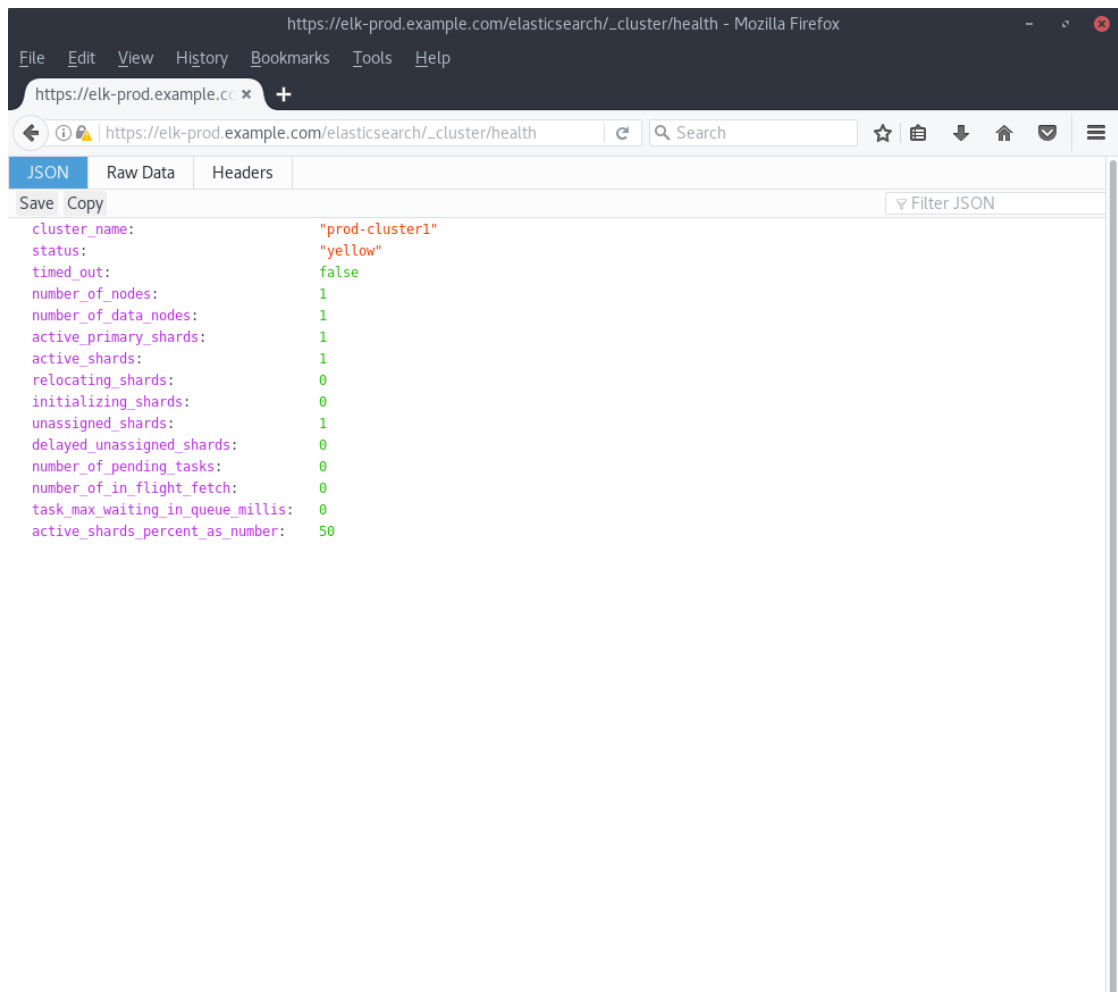 https://elk-prod.example.com/elasticsearch/_cluster/health - Mozilla Firefox
File Edit View History Bookmarks Tools Help
https://elk-prod.example.cc
https://elk-prod.example.com/elasticsearch/_cluster/health Search
JSON Raw Data Headers
Save Copy Filter JSON
cluster_name: "prod-cluster1"
status: "yellow"
timed_out: false
number_of_nodes: 1
number_of_data_nodes: 1
active_primary_shards: 1
active_shards: 1
relocating_shards: 0
initializing_shards: 0
unassigned_shards: 1
delayed_unassigned_shards: 0
number_of_pending_tasks: 0
number_of_in_flight_fetch: 0
task_max_waiting_in_queue_millis: 0
active_shards_percent_as_number: 50